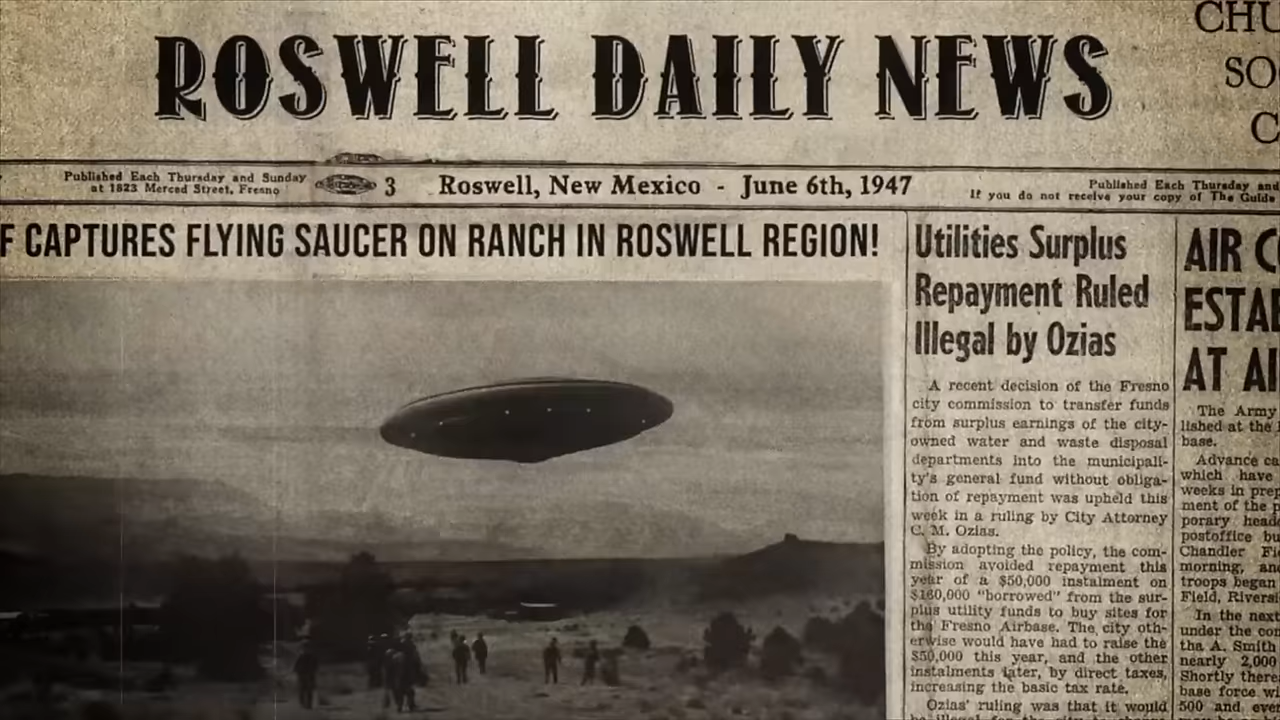 ROSWELL DAILY NEWS
CHU
SO
C
Published Each Thursday and Sunday
at 1823 Merced Street, Fresno
3
Roswell, New Mexico - June 6th, 1947
Published Each Thursday and
If you do not receive your copy of The Guide
F CAPTURES FLYING SAUCER ON RANCH IN ROSWELL REGION!
Utilities Surplus
Repayment Ruled
Illegal by Ozias
A recent decision of the Fresno
city commission to transfer funds
from surplus earnings of the city-
owned water and waste disposal
departments into the municipali-
ty's general fund without obliga-
tion of repayment was upheld this
week in a ruling by City Attorney
C. M. Ozias.
By adopting the policy, the com-
mission avoided repayment this
year of a $50,000 instalment on
$160,000 "borrowed" from the sur-
plus utility funds to buy sites for
the Fresno Airbase. The city oth-
erwise would have had to raise the
$50,000 this year, and the other
instalments later, by direct taxes,
increasing the basic tax rate.
Ozias' ruling was that it would
AIR C
ESTAB
AT AI
The Army
lished at the
base.
Advance ca
which have
weeks in prep
ment of the p
porary head
postoffice bu
Chandler Fie
morning, and
troops began
Field, Riversi
In the next
under the con
tha A. Smith
nearly 2,000
Shortly there
base force wi
500 and even